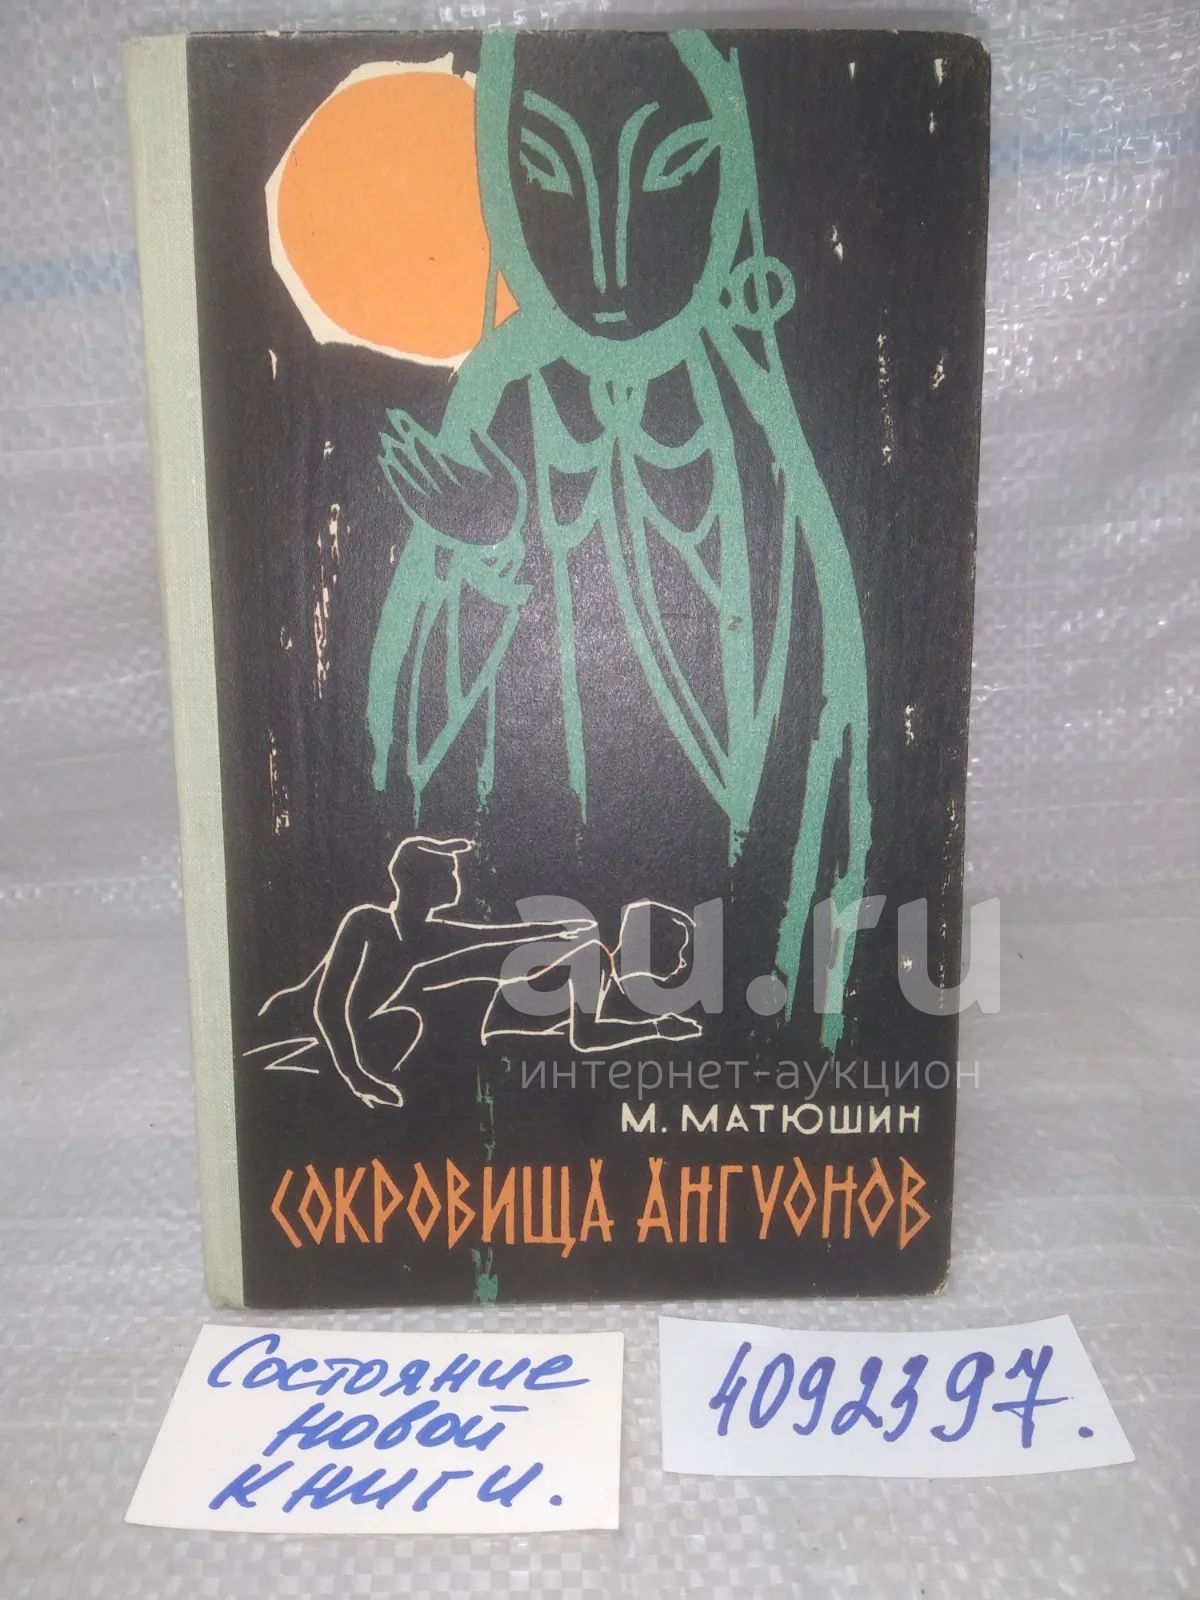 au.ru
интернет-аукцион
М. МАТЮШИН
СОКРОВИЩА АНГУОНОВ
Состояние
новой
книги.
4092397.